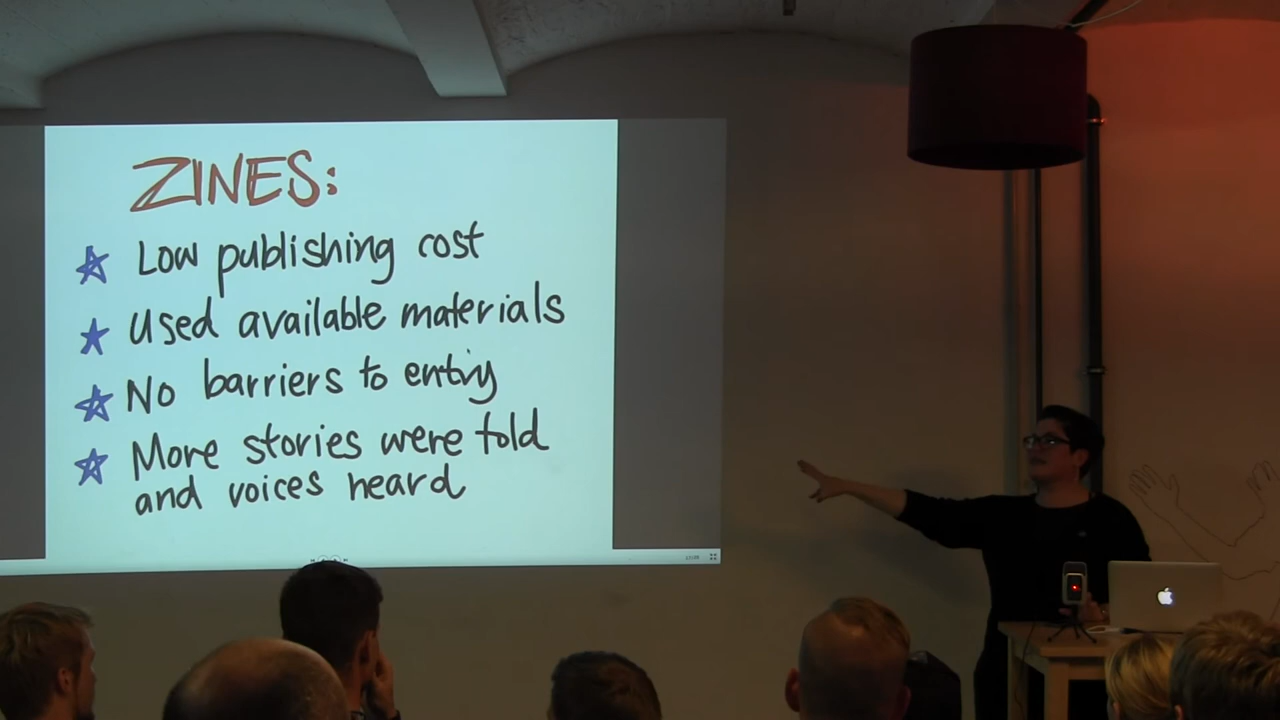 ZINES:
Low publishing cost
Used available materials
No barriers to entry
More stories were told
and voices heard